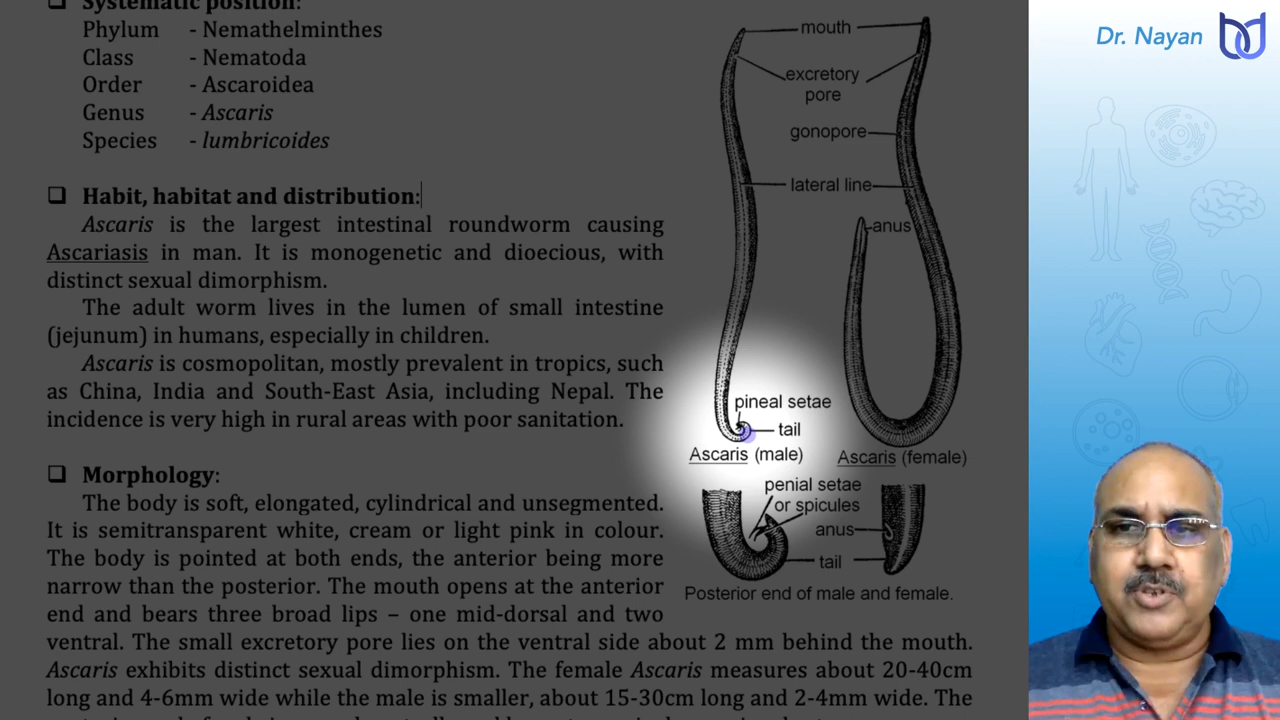 ❑ Systematic position:
Phylum - Nemathelminthes
Class - Nematoda
Order - Ascaroidea
Genus - Ascaris
Species - lumbricoides
❑ Habit, habitat and distribution:
Ascaris is the largest intestinal roundworm causing
Ascariasis in man. It is monogenetic and dioecious, with
distinct sexual dimorphism.
The adult worm lives in the lumen of small intestine
(jejunum) in humans, especially in children.
Ascaris is cosmopolitan, mostly prevalent in tropics, such
as China, India and South-East Asia, including Nepal. The
incidence is very high in rural areas with poor sanitation.
❑ Morphology:
The body is soft, elongated, cylindrical and unsegmented.
It is semitransparent white, cream or light pink in colour.
The body is pointed at both ends, the anterior being more
narrow than the posterior. The mouth opens at the anterior
end and bears three broad lips – one mid-dorsal and two
ventral. The small excretory pore lies on the ventral side about 2 mm behind the mouth.
Ascaris exhibits distinct sexual dimorphism. The female Ascaris measures about 20-40cm
long and 4-6mm wide while the male is smaller, about 15-30cm long and 2-4mm wide. The
mouth
excretory
pore
gonopore
lateral line
anus
pineal setae
tail
Ascaris (male)
Ascaris (female)
penial setae
or spicules
anus
tail
Posterior end of male and female.
Dr. Nayan